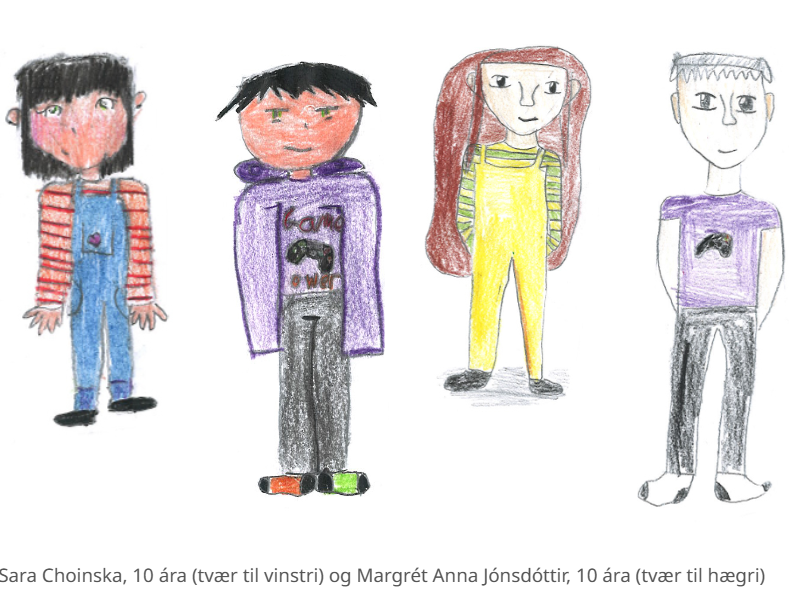 Game
over
Sara Choinska, 10 ára (tvær til vinstri) og Margrét Anna Jónsdóttir, 10 ára (tvær til hægri)